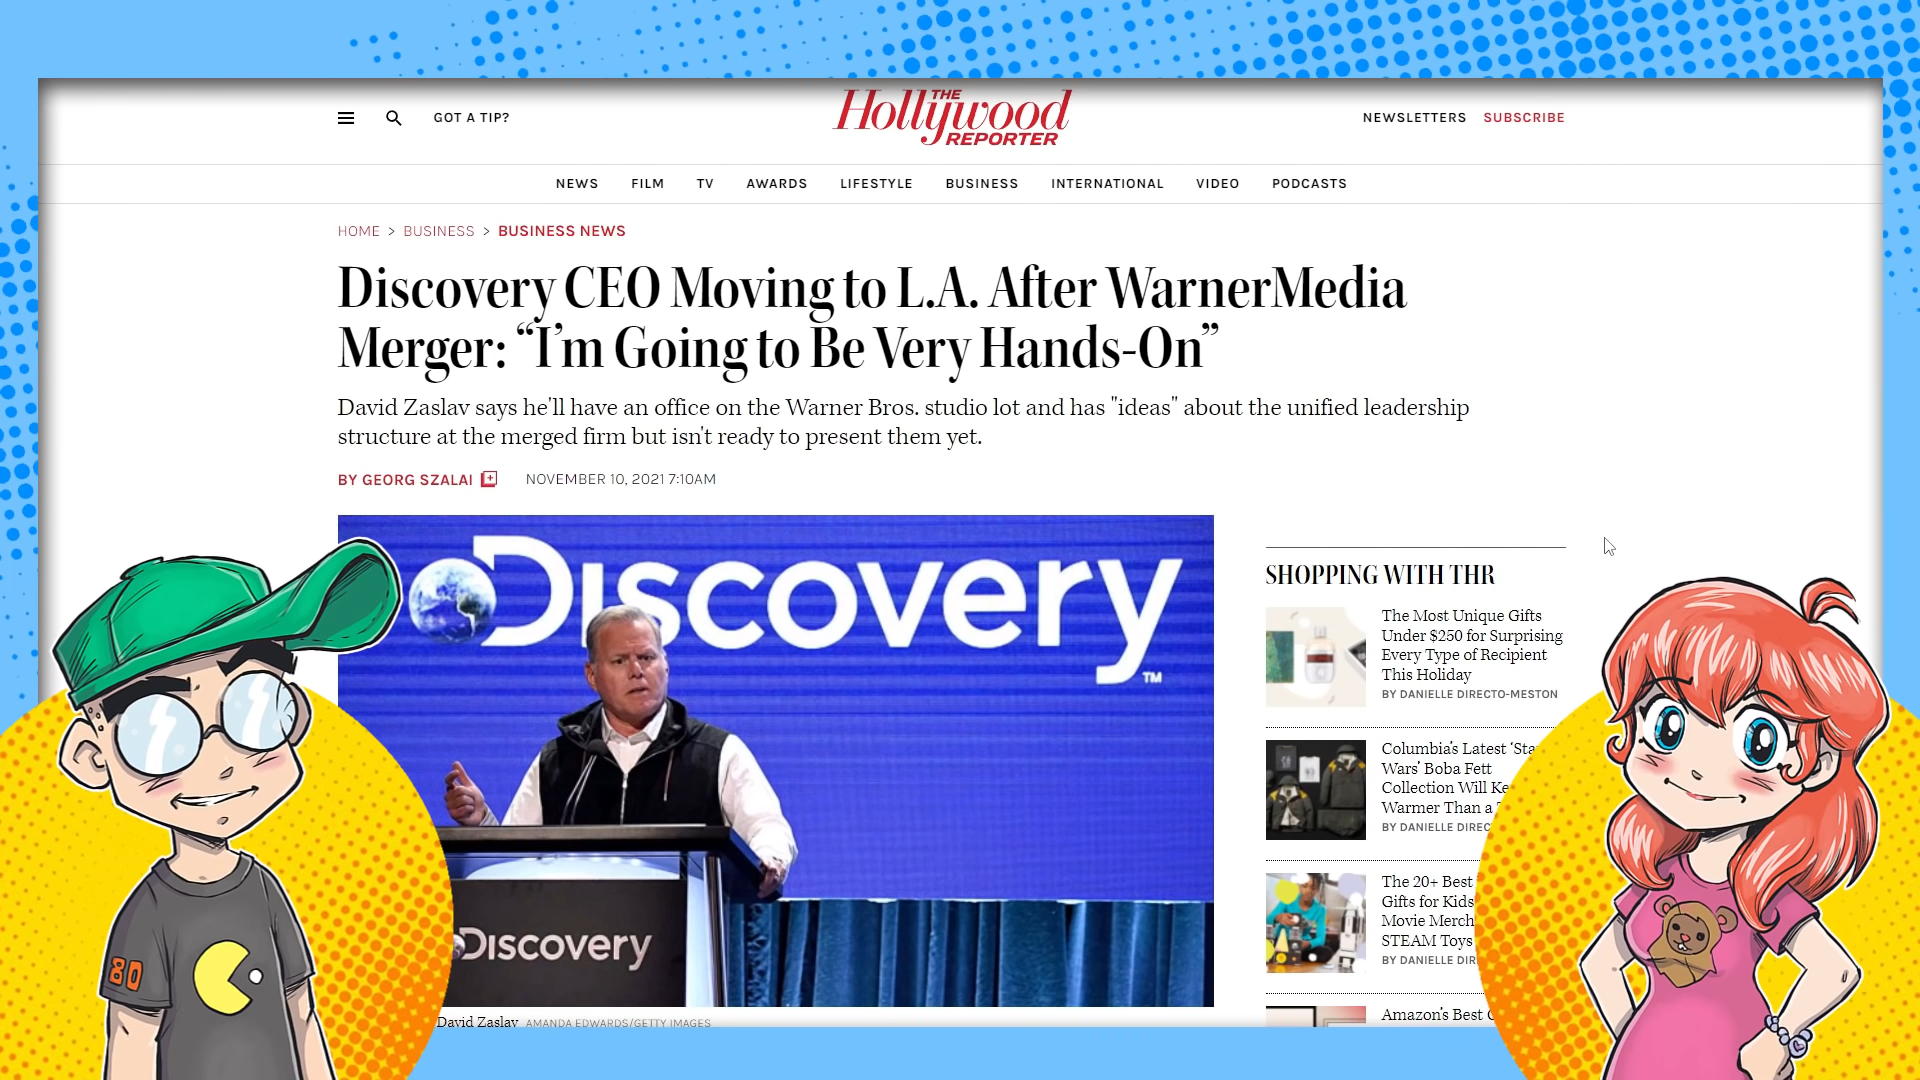 GOT A TIP?
THE
Hollywood
REPORTER
NEWSLETTERS SUBSCRIBE
NEWS FILM TV AWARDS LIFESTYLE BUSINESS INTERNATIONAL VIDEO PODCASTS
HOME > BUSINESS > BUSINESS NEWS
Discovery CEO Moving to L.A. After WarnerMedia
Merger: “I’m Going to Be Very Hands-On”
David Zaslav says he'll have an office on the Warner Bros. studio lot and has "ideas" about the unified leadership
structure at the merged firm but isn't ready to present them yet.
BY GEORG SZALAI NOVEMBER 10, 2021 7:10AM
Discovery
TM
Discovery
David Zaslav AMANDA EDWARDS/GETTY IMAGES
SHOPPING WITH THR
The Most Unique Gifts
Under $250 for Surprising
Every Type of Recipient
This Holiday
BY DANIELLE DIRECTO-MESTON
Columbia’s Latest
Wars’ Boba Fett
Collection Will
Warmer Than a
BY DANIELLE
The 20+ Best
Gifts for Kids
Movie Merch
STEAM Toys
BY DANIELLE
Amazon’s Best
80